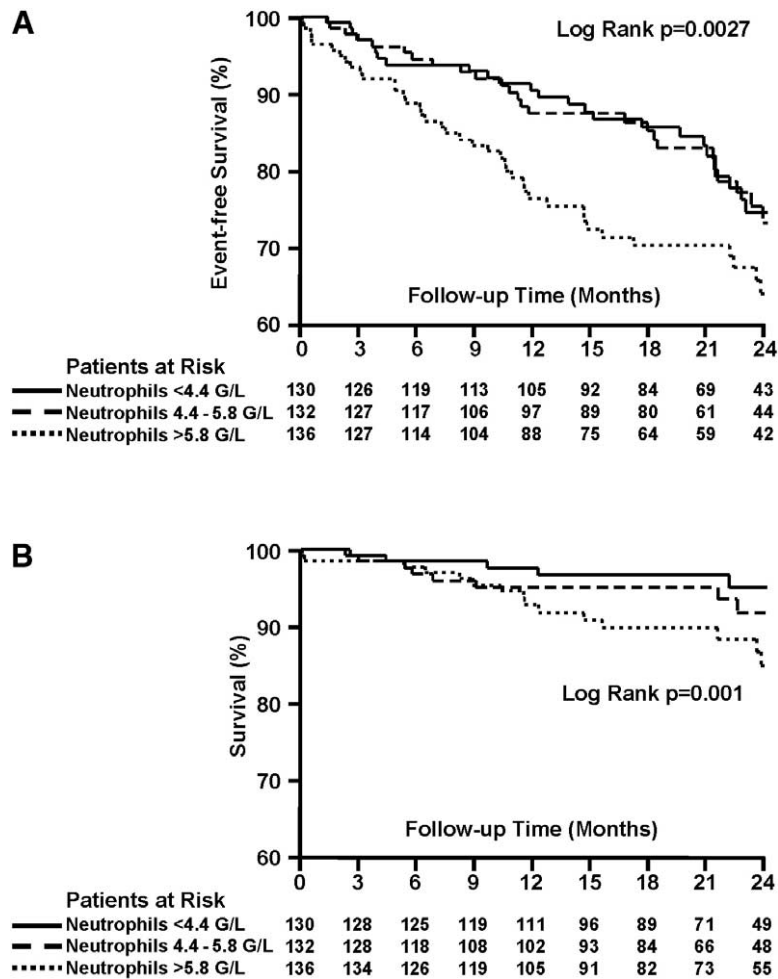 A
Log Rank p=0.0027
Event-free Survival (%)
100
90
80
70
60
Follow-up Time (Months)
0 3 6 9 12 15 18 21 24
Patients at Risk
Neutrophils <4.4 G/L 130 126 119 113 105 92 84 69 43
Neutrophils 4.4 - 5.8 G/L 132 127 117 106 97 89 80 61 44
Neutrophils >5.8 G/L 136 127 114 104 88 75 64 59 42
B
Survival (%)
100
90
80
70
60
Log Rank p=0.001
Follow-up Time (Months)
0 3 6 9 12 15 18 21 24
Patients at Risk
Neutrophils <4.4 G/L 130 128 125 119 111 96 89 71 49
Neutrophils 4.4 - 5.8 G/L 132 128 118 108 102 93 84 66 48
Neutrophils >5.8 G/L 136 134 126 119 105 91 82 73 55